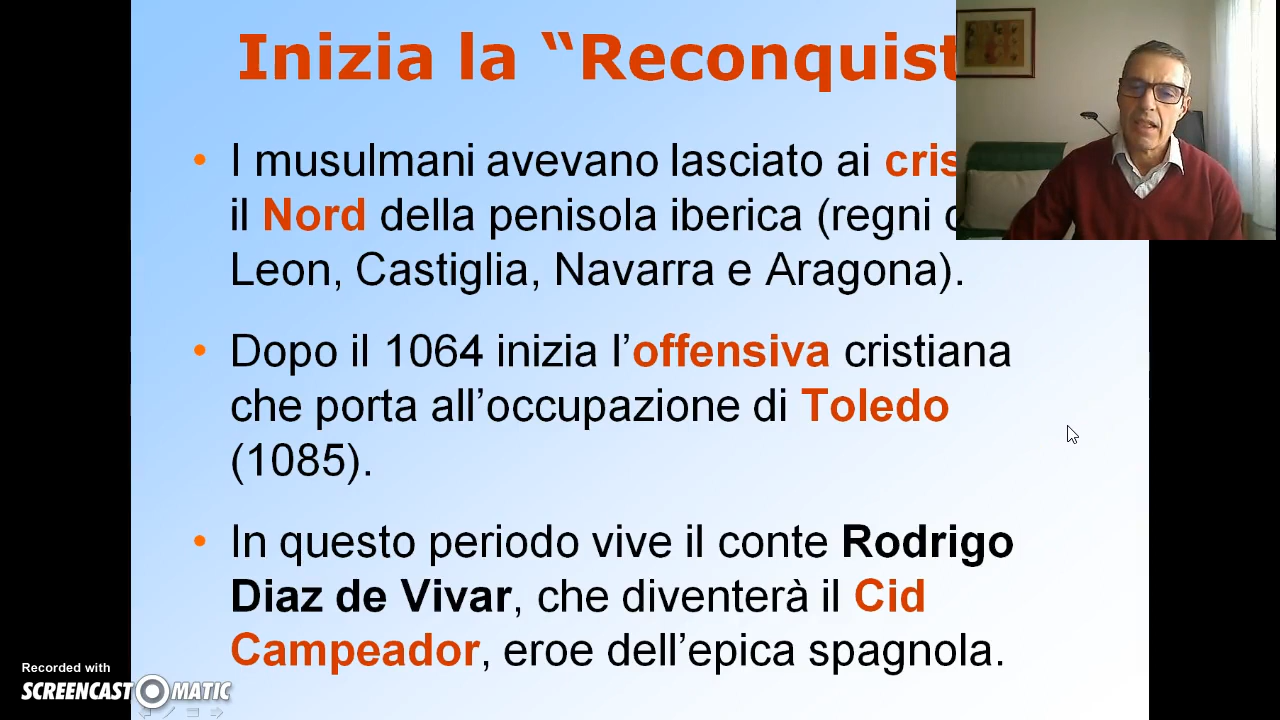 Inizia la “Reconquist
• I musulmani avevano lasciato ai cris
il Nord della penisola iberica (regni
Leon, Castiglia, Navarra e Aragona).
• Dopo il 1064 inizia l’offensiva cristiana
che porta all’occupazione di Toledo
(1085).
• In questo periodo vive il conte Rodrigo
Diaz de Vivar, che diventerà il Cid
Campeador, eroe dell’epica spagnola.
Recorded with
SCREENCAST MATIC